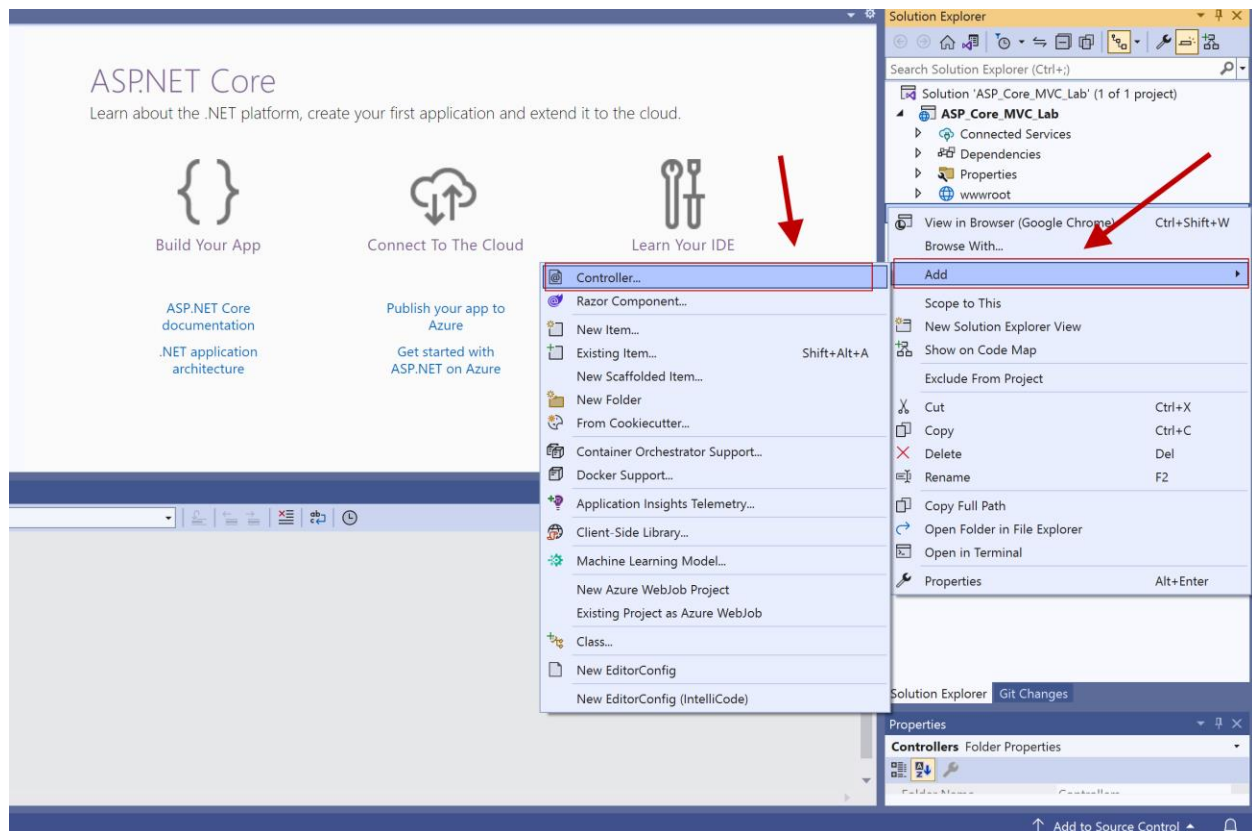 Solution Explorer
Search Solution Explorer (Ctrl+;)
Solution 'ASP_Core_MVC_Lab' (1 of 1 project)
ASP_Core_MVC_Lab
Connected Services
Dependencies
Properties
wwwroot
ASP.NET Core
Learn about the .NET platform, create your first application and extend it to the cloud.
Build Your App
Connect To The Cloud
Learn Your IDE
ASP.NET Core
documentation
.NET application
architecture
Publish your app to
Azure
Get started with
ASP.NET on Azure
View in Browser (Google Chrome) Ctrl+Shift+W
Browse With...
Add
Scope to This
New Solution Explorer View
Show on Code Map
Exclude From Project
Cut Ctrl+X
Copy Ctrl+C
Delete Del
Rename F2
Copy Full Path
Open Folder in File Explorer
Open in Terminal
Properties Alt+Enter
Controller...
Razor Component...
New Item...
Existing Item... Shift+Alt+A
New Scaffolded Item...
New Folder
From Cookiecutter...
Container Orchestrator Support...
Docker Support...
Application Insights Telemetry...
Client-Side Library...
Machine Learning Model...
New Azure WebJob Project
Existing Project as Azure WebJob
Class...
New EditorConfig
New EditorConfig (IntelliCode)
Solution Explorer Git Changes
Properties
Controllers Folder Properties
Folder Name Controllers
Add to Source Control